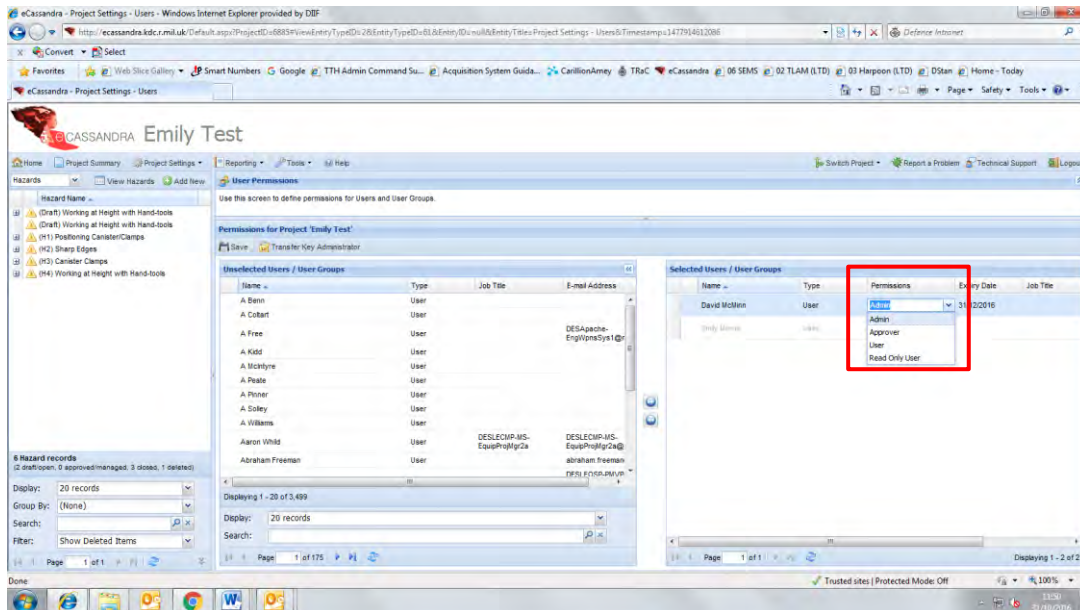 eCassandra - Project Settings - Users - Windows Internet Explorer provided by DIIF
http://ecassandra.kdc.r.mil.uk/Default.aspx?ProjectID=6885#ViewEntityTypeID=28&EntityTypeID=61&EntityID=null&EntityTitle=Project Settings - Users&Timestamp=1477914612086
Defence Intranet
x Convert Select
Favorites Web Slice Gallery Smart Numbers Google TTH Admin Command Su... Acquisition System Guida... CarillionAmey TRaC eCassandra 06 SEMS 02 TLAM (LTD) 03 Harpoon (LTD) DStan Home - Today
eCassandra - Project Settings - Users
Page Safety Tools
eCASSANDRA Emily Test
Home Project Summary Project Settings Reporting Tools Help Switch Project Report a Problem Technical Support Logout
Hazards View Hazards Add New
User Permissions
Hazard Name
Use this screen to define permissions for Users and User Groups.
(Draft) Working at Height with Hand-tools
(Draft) Working at Height with Hand-tools
(H1) Positioning Canister/Clamps
(H2) Sharp Edges
(H3) Canister Clamps
(H4) Working at Height with Hand-tools
Permissions for Project 'Emily Test'
Save Transfer Key Administrator
Unselected Users / User Groups
Name Type Job Title E-mail Address
A Benn User
A Cobart User
A Free User DESApache-
EngWpnsSys1@r
A Kidd User
A McIntyre User
A Peate User
A Pinner User
A Solley User
A Williams User
Aaron Whild User DESLECMP-MS-
EquipProjMgr2a DESLECMP-MS-
EquipProjMgr2a@
Abraham Freeman User abraham.freeman
Displaying 1 - 20 of 3,499
Display: 20 records
Search:
Page 1 of 175
Selected Users / User Groups
Name Type Permissions Expiry Date Job Title
David McMinn User Admin 31/12/2016
Admin
Approver
User
Read Only User
Page 1 of 1
Displaying 1 - 2 of 2
6 Hazard records
(2 draft/open, 0 approved/managed, 3 closed, 1 deleted)
Display: 20 records
Group By: (None)
Search:
Filter: Show Deleted Items
Page 1 of 1
Done
Trusted sites | Protected Mode: Off
100%
11:50
31/10/2016